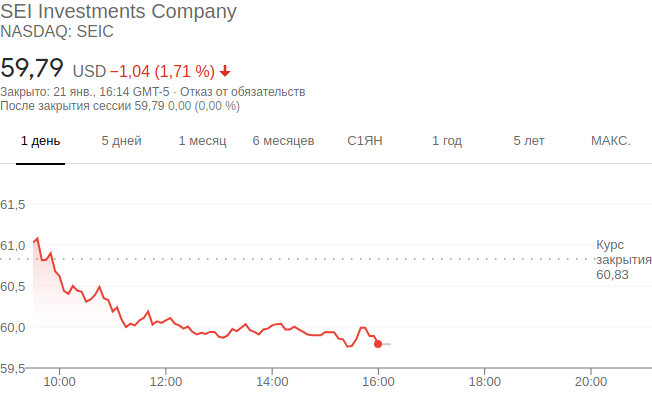 SEI Investments Company
NASDAQ: SEIC
59,79 USD −1,04 (1,71 %)
Закрыто: 21 янв., 16:14 GMT-5 · Отказ от обязательств
После закрытия сессии 59,79 0,00 (0,00 %)
1 день 5 дней 1 месяц 6 месяцев С1ЯН 1 год 5 лет МАКС.
61,5
61,0
60,5
60,0
59,5
Курс
закрытия
60,83
10:00 12:00 14:00 16:00 18:00 20:00